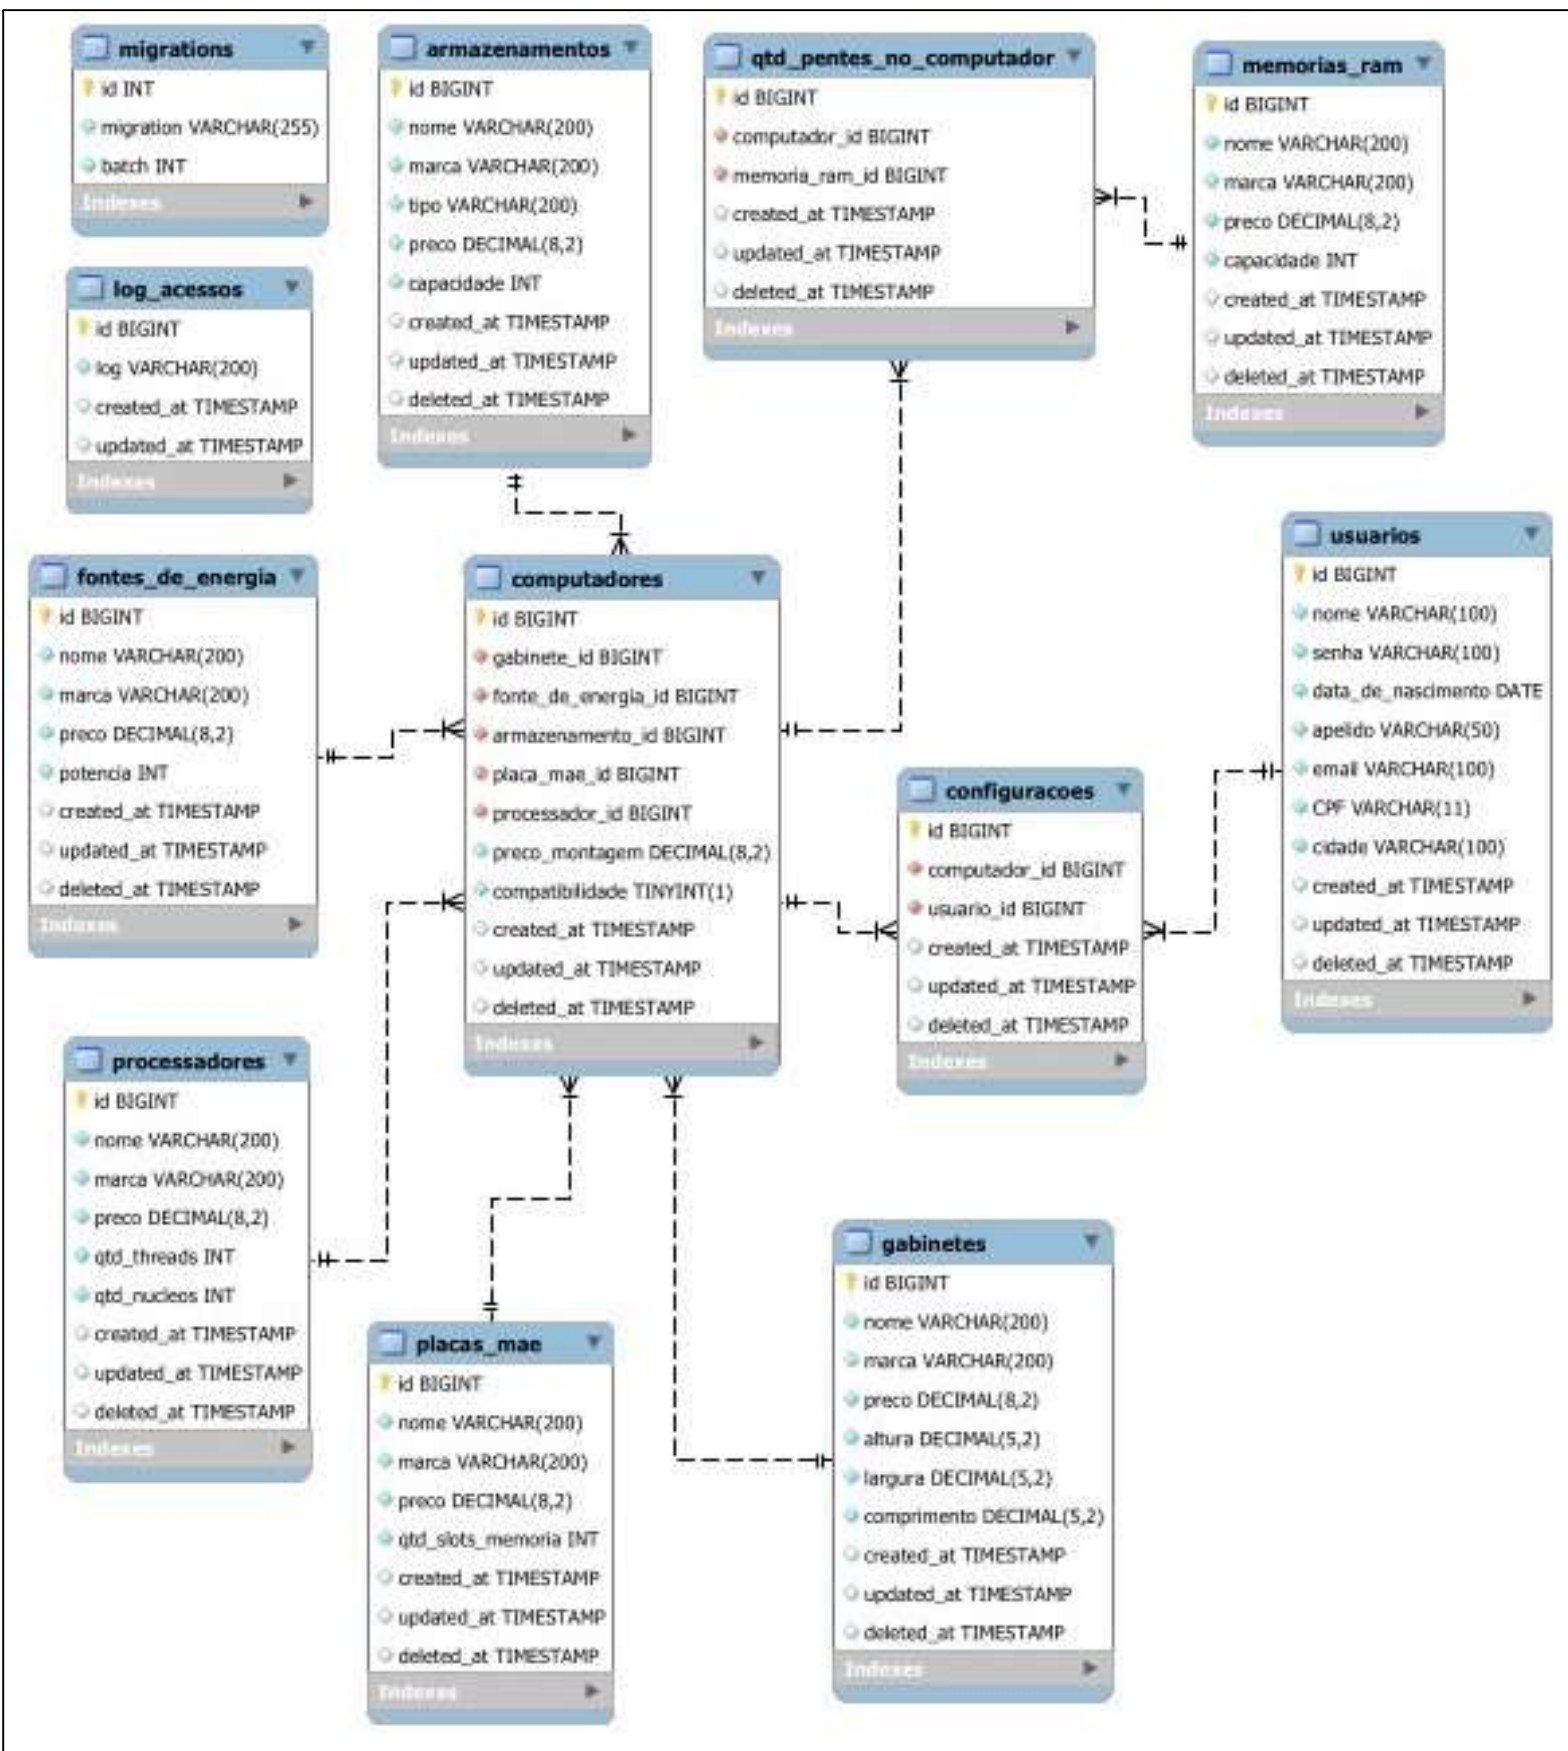 migrations
id INT
migration VARCHAR(255)
batch INT
Indexes
armazenamentos
id BIGINT
nome VARCHAR(200)
marca VARCHAR(200)
tipo VARCHAR(200)
preco DECIMAL(8,2)
capacidade INT
created_at TIMESTAMP
updated_at TIMESTAMP
deleted_at TIMESTAMP
Indexes
qtd_pentes_no_computador
id BIGINT
computador_id BIGINT
memoria_ram_id BIGINT
created_at TIMESTAMP
updated_at TIMESTAMP
deleted_at TIMESTAMP
Indexes
memorias_ram
id BIGINT
nome VARCHAR(200)
marca VARCHAR(200)
preco DECIMAL(8,2)
capacidade INT
created_at TIMESTAMP
updated_at TIMESTAMP
deleted_at TIMESTAMP
Indexes
log_acessos
id BIGINT
log VARCHAR(200)
created_at TIMESTAMP
updated_at TIMESTAMP
Indexes
fontes_de_energia
id BIGINT
nome VARCHAR(200)
marca VARCHAR(200)
preco DECIMAL(8,2)
potencia INT
created_at TIMESTAMP
updated_at TIMESTAMP
deleted_at TIMESTAMP
Indexes
computadores
id BIGINT
gabinete_id BIGINT
fonte_de_energia_id BIGINT
armazenamento_id BIGINT
placa_mae_id BIGINT
processador_id BIGINT
preco_montagem DECIMAL(8,2)
compatibilidade TINYINT(1)
created_at TIMESTAMP
updated_at TIMESTAMP
deleted_at TIMESTAMP
Indexes
usuarios
id BIGINT
nome VARCHAR(100)
senha VARCHAR(100)
data_de_nascimento DATE
apelido VARCHAR(50)
email VARCHAR(100)
CPF VARCHAR(11)
cidade VARCHAR(100)
created_at TIMESTAMP
updated_at TIMESTAMP
deleted_at TIMESTAMP
Indexes
configuracoes
id BIGINT
computador_id BIGINT
usuario_id BIGINT
created_at TIMESTAMP
updated_at TIMESTAMP
deleted_at TIMESTAMP
Indexes
processadores
id BIGINT
nome VARCHAR(200)
marca VARCHAR(200)
preco DECIMAL(8,2)
qtd_threads INT
qtd_nucleos INT
created_at TIMESTAMP
updated_at TIMESTAMP
deleted_at TIMESTAMP
Indexes
placas_mae
id BIGINT
nome VARCHAR(200)
marca VARCHAR(200)
preco DECIMAL(8,2)
qtd_slots_memoria INT
created_at TIMESTAMP
updated_at TIMESTAMP
deleted_at TIMESTAMP
Indexes
gabinetes
id BIGINT
nome VARCHAR(200)
marca VARCHAR(200)
preco DECIMAL(8,2)
altura DECIMAL(5,2)
largura DECIMAL(5,2)
comprimento DECIMAL(5,2)
created_at TIMESTAMP
updated_at TIMESTAMP
deleted_at TIMESTAMP
Indexes